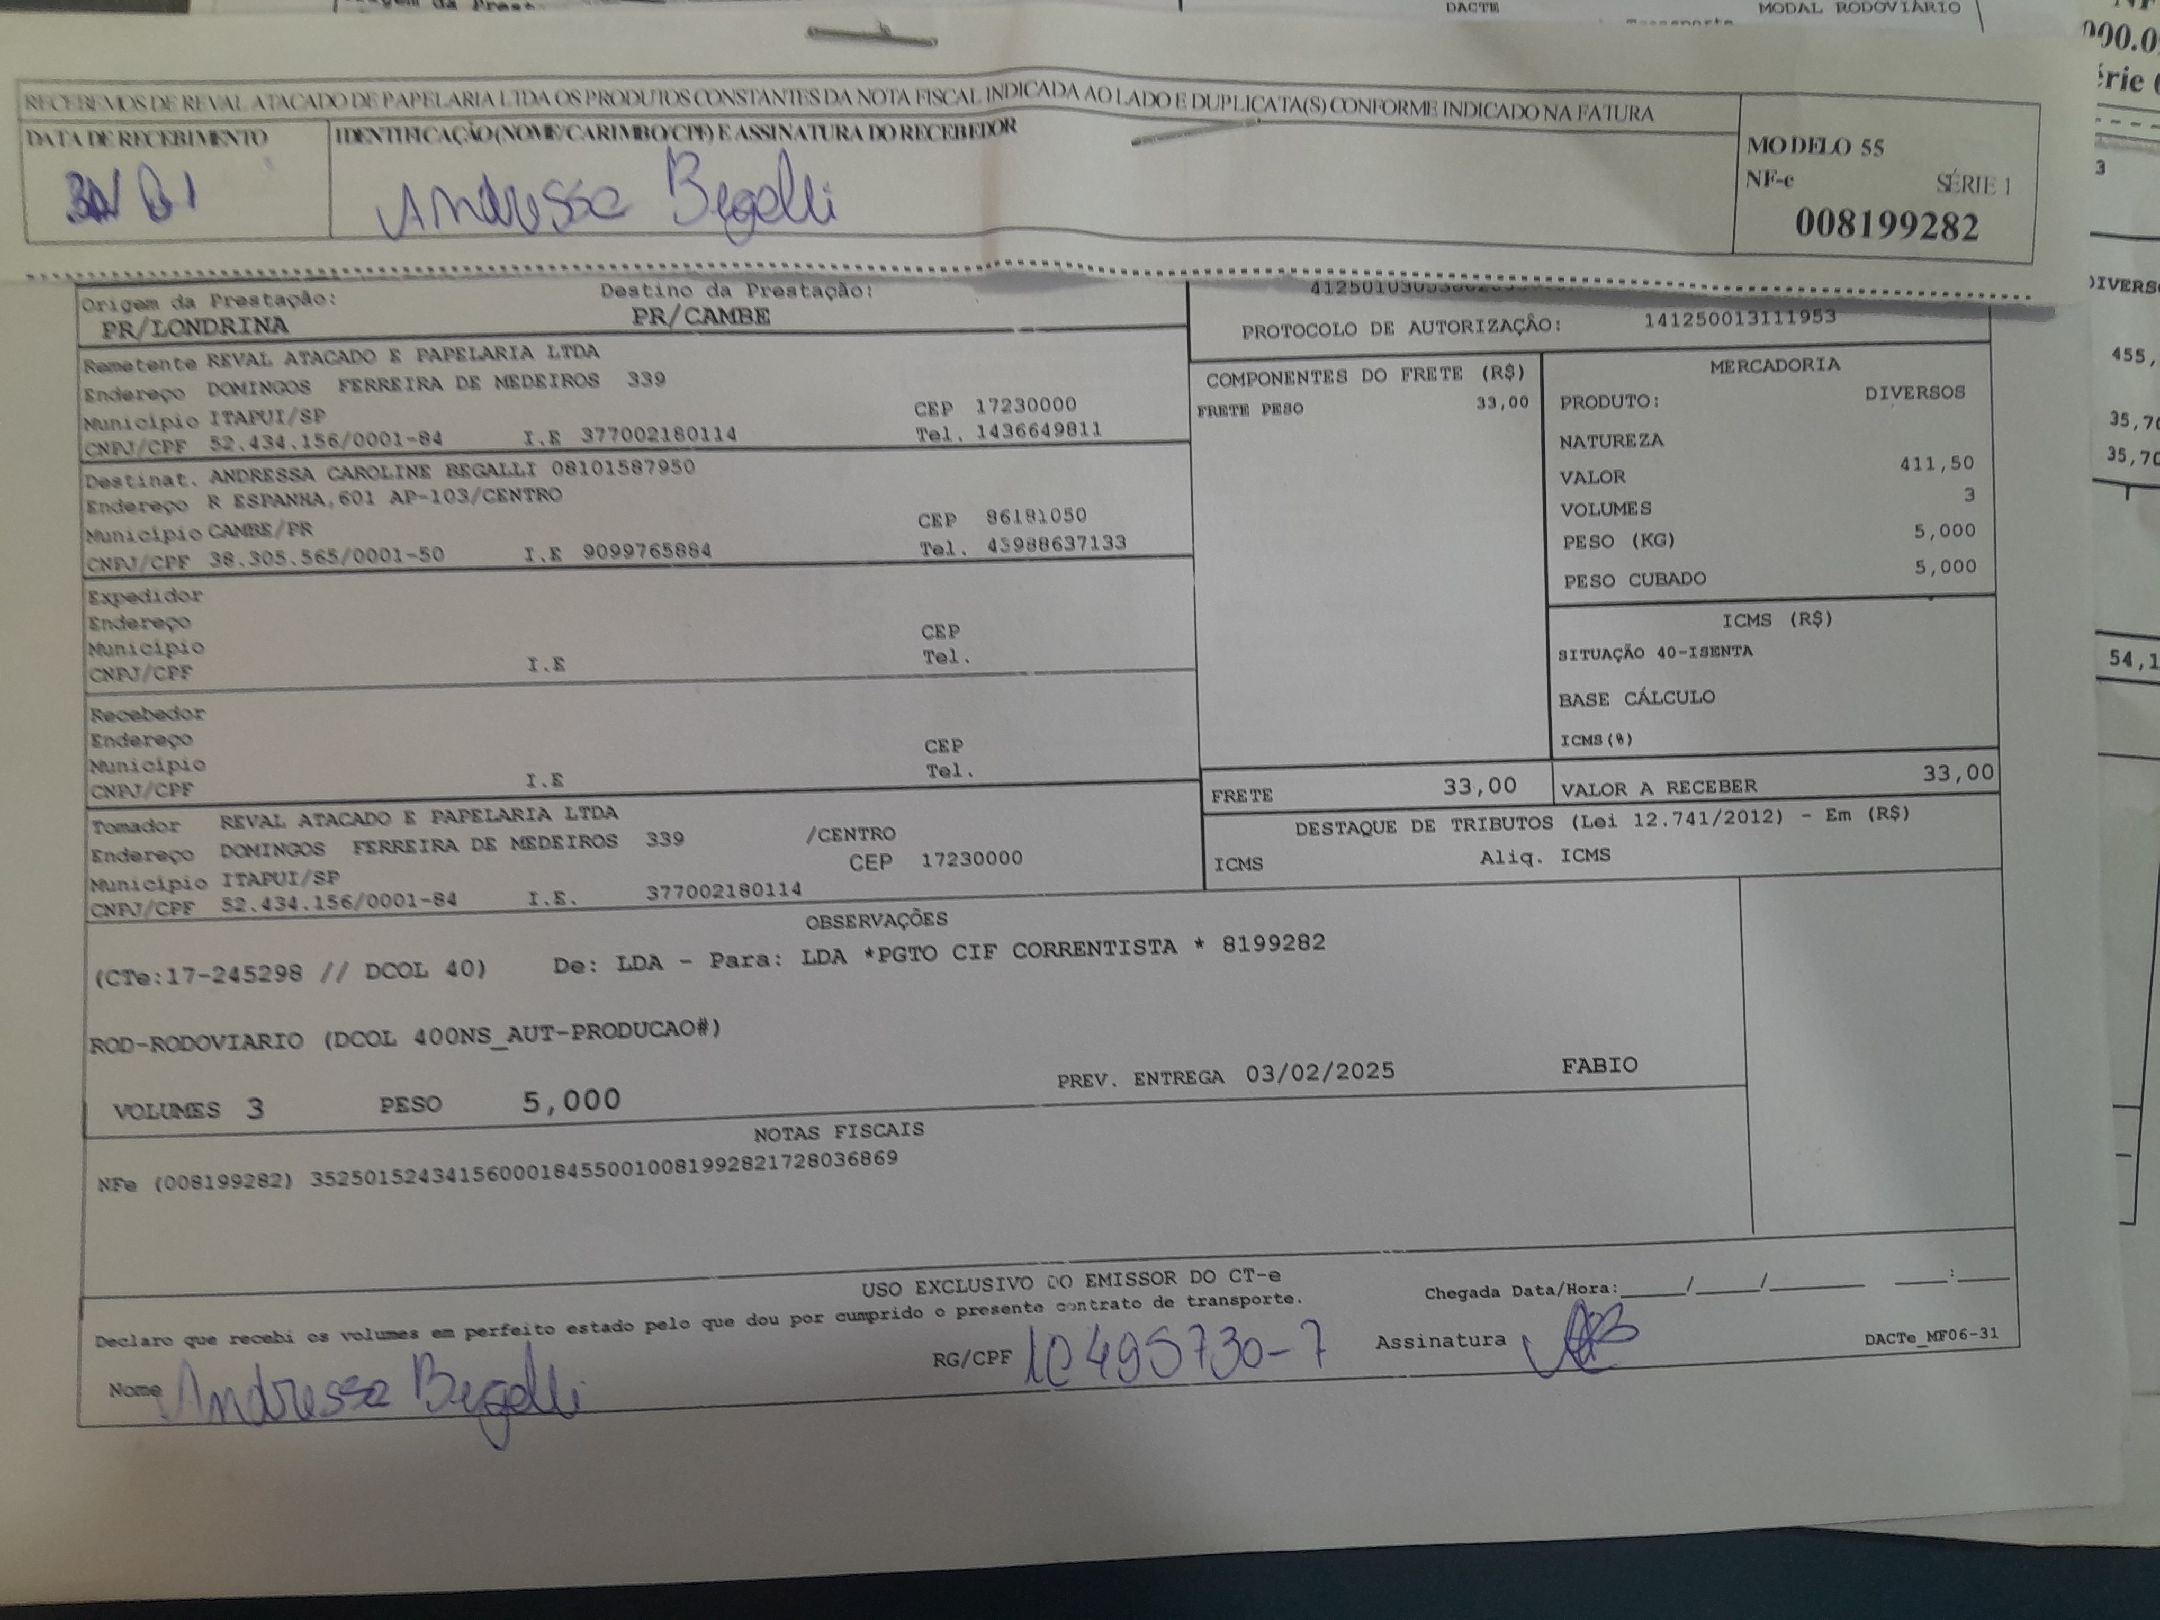 DACTE MODAL RODOVIÁRIO
RECEBEMOS DE REVAL ATACADO DE PAPELARIA LTDA OS PRODUTOS CONSTANTES DA NOTA FISCAL INDICADA AO LADO E DUPLICATA(S) CONFORME INDICADO NA FATURA
DATA DE RECEBIMENTO
IDENTIFICAÇÃO (NOME/CARIMBO/CPF) E ASSINATURA DO RECEBEDOR
Andressa Begalli
MODELO 55
NF-e SÉRIE 1
008199282
Origem da Prestação: Destino da Prestação:
PR/LONDRINA PR/CAMBE
PROTOCOLO DE AUTORIZAÇÃO: 141250013111953
Remetente REVAL ATACADO E PAPELARIA LTDA
Endereço DOMINGOS FERREIRA DE MEDEIROS 339
Município ITAPUI/SP CEP 17230000
CNPJ/CPF 52.434.156/0001-84 I.E 377002180114 Tel. 1436649811
Destinat. ANDRESSA CAROLINE BEGALLI 08101587950
Endereço R ESPANHA,601 AP-103/CENTRO
Município CAMBE/PR CEP 86181050
CNPJ/CPF 38.305.565/0001-50 I.E 9099765884 Tel. 43988637133
Expedidor
Endereço
Município CEP
CNPJ/CPF I.E Tel.
Recebedor
Endereço
Município CEP
CNPJ/CPF I.E Tel.
Tomador REVAL ATACADO E PAPELARIA LTDA
Endereço DOMINGOS FERREIRA DE MEDEIROS 339 /CENTRO
Município ITAPUI/SP CEP 17230000
CNPJ/CPF 52.434.156/0001-84 I.E. 377002180114
COMPONENTES DO FRETE (R$)
FRETE PESO 33,00
MERCADORIA
PRODUTO: DIVERSOS
NATUREZA
VALOR 411,50
VOLUMES 3
PESO (KG) 5,000
PESO CUBADO 5,000
ICMS (R$)
SITUAÇÃO 40-ISENTA
BASE CÁLCULO
ICMS(%)
FRETE 33,00 VALOR A RECEBER 33,00
DESTAQUE DE TRIBUTOS (Lei 12.741/2012) - Em (R$)
ICMS Aliq. ICMS
OBSERVAÇÕES
(CTe:17-245298 // DCOL 40) De: LDA - Para: LDA *PGTO CIF CORRENTISTA * 8199282
ROD-RODOVIARIO (DCOL 400NS_AUT-PRODUCAO#)
VOLUMES 3 PESO 5,000 PREV. ENTREGA 03/02/2025 FABIO
NOTAS FISCAIS
NFe (008199282) 35250152434156000184550010081992821728036869
USO EXCLUSIVO DO EMISSOR DO CT-e
Declaro que recebi os volumes em perfeito estado pelo que dou por cumprido o presente contrato de transporte.
Chegada Data/Hora:_____/_____/_______ ____:____
Nome Andressa Begalli RG/CPF 10495730-7 Assinatura
DACTe_MF06-31